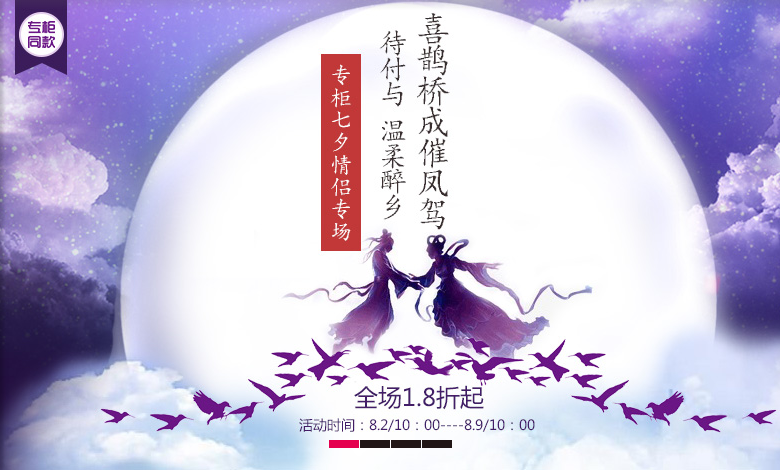 专柜
同款
喜鹊桥成催凤驾
待付与 温柔醉乡
专柜七夕情侣专场
全场1.8折起
活动时间：8.2/10：00----8.9/10：00